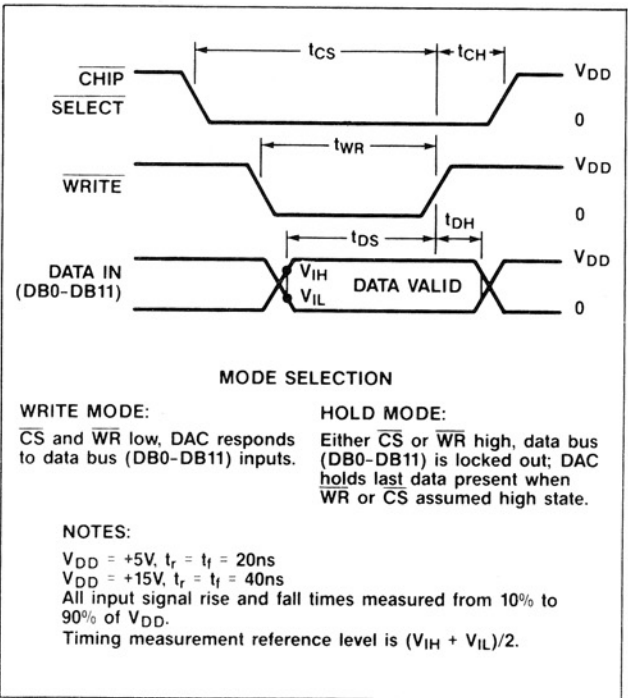 tCS
tCH
CHIP
SELECT
VDD
0
tWR
WRITE
VDD
0
tDS
tDH
DATA IN
(DB0-DB11)
VIH
VIL
DATA VALID
VDD
0
MODE SELECTION
WRITE MODE:
CS and WR low, DAC responds
to data bus (DB0-DB11) inputs.
HOLD MODE:
Either CS or WR high, data bus
(DB0-DB11) is locked out; DAC
holds last data present when
WR or CS assumed high state.
NOTES:
VDD = +5V, tr = tf = 20ns
VDD = +15V, tr = tf = 40ns
All input signal rise and fall times measured from 10% to
90% of VDD.
Timing measurement reference level is (VIH + VIL)/2.